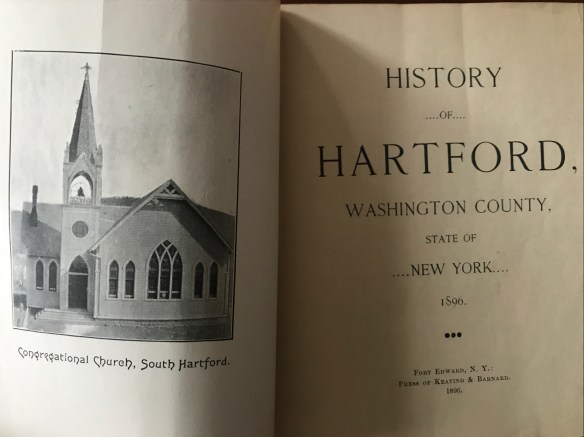 Congregational Church, South Hartford.
HISTORY
....OF....
HARTFORD,
WASHINGTON COUNTY,
STATE OF
....NEW YORK....
1896.
FORT EDWARD, N. Y.:
PRESS OF KEATING & BARNARD.
1896.